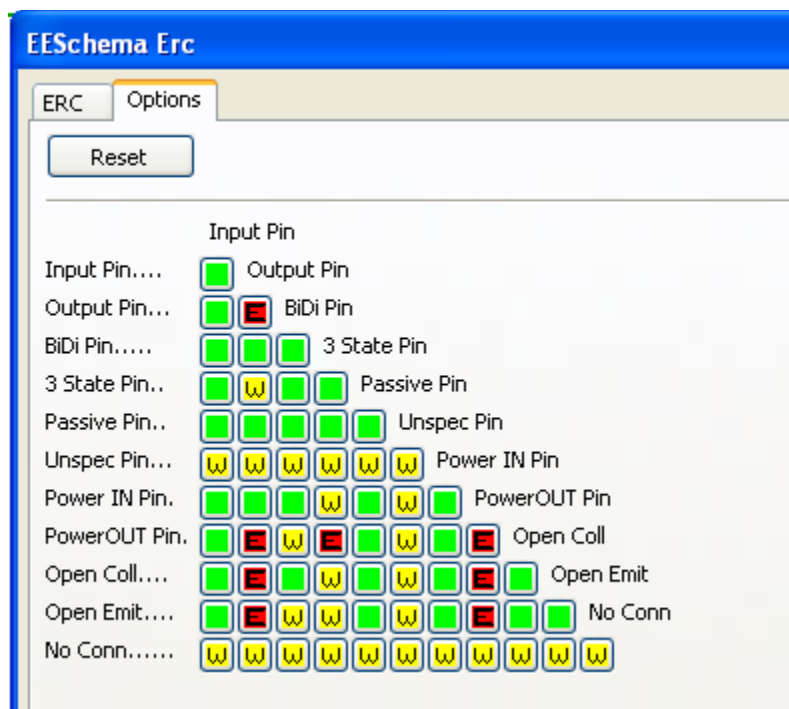 EESchema Erc
ERC Options
Reset
Input Pin
Input Pin.... Output Pin
Output Pin... E BiDi Pin
BiDi Pin..... 3 State Pin
3 State Pin.. W Passive Pin
Passive Pin.. Unspec Pin
Unspec Pin... W W W W W W Power IN Pin
Power IN Pin. W W PowerOUT Pin
PowerOUT Pin. E W E W E Open Coll
Open Coll.... E W W E Open Emit
Open Emit.... E W W W E No Conn
No Conn...... W W W W W W W W W W W